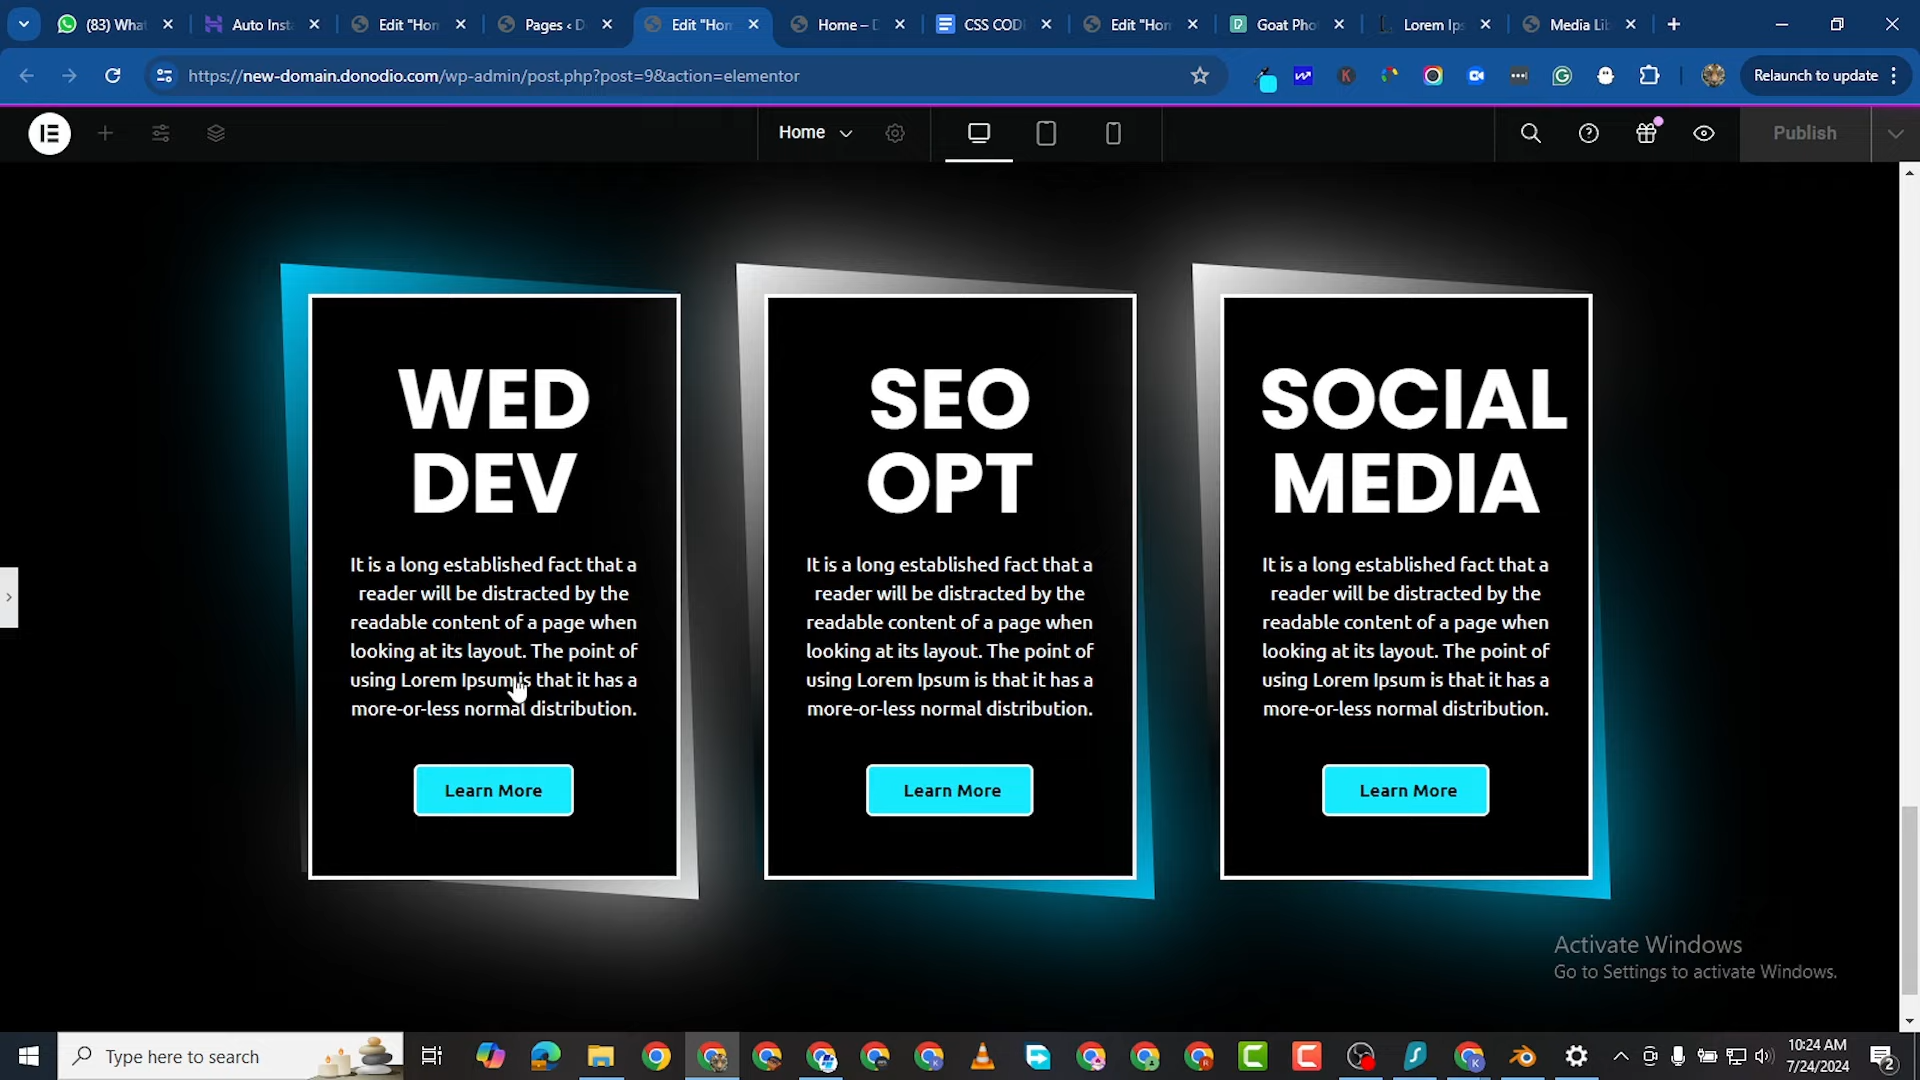 (83) What
Auto Inst
Edit "Hom
Pages ‹ D
Edit "Hom
Home – D
CSS CODE
Edit "Hom
Goat Pho
Lorem Ips
Media Lib
https://new-domain.donodio.com/wp-admin/post.php?post=9&action=elementor
Relaunch to update
Home
Publish
WED
DEV
It is a long established fact that a
reader will be distracted by the
readable content of a page when
looking at its layout. The point of
using Lorem Ipsum is that it has a
more-or-less normal distribution.
Learn More
SEO
OPT
It is a long established fact that a
reader will be distracted by the
readable content of a page when
looking at its layout. The point of
using Lorem Ipsum is that it has a
more-or-less normal distribution.
Learn More
SOCIAL
MEDIA
It is a long established fact that a
reader will be distracted by the
readable content of a page when
looking at its layout. The point of
using Lorem Ipsum is that it has a
more-or-less normal distribution.
Learn More
Activate Windows
Go to Settings to activate Windows.
Type here to search
10:24 AM
7/24/2024
2